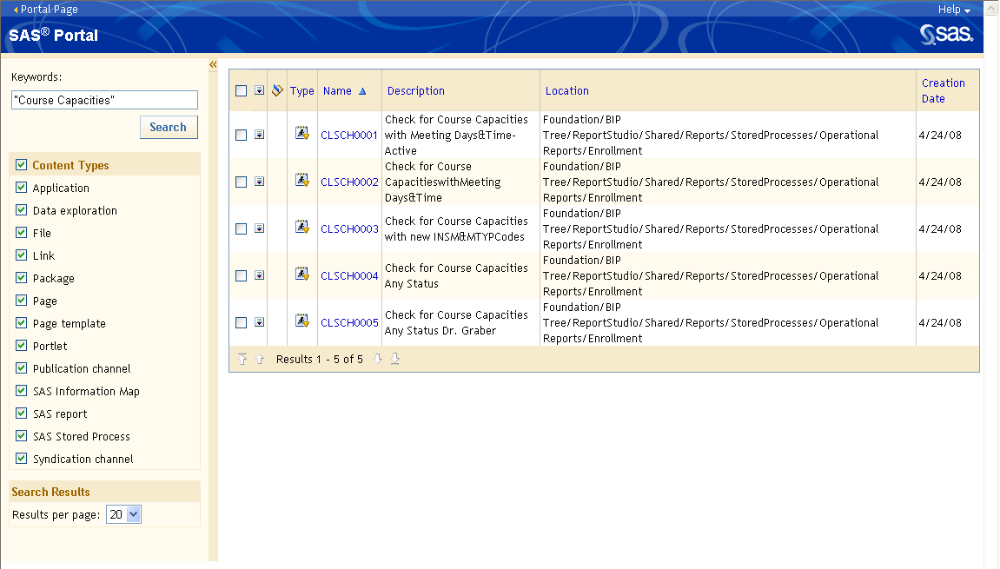 Portal Page
Help
SAS® Portal
sas.
Keywords:
"Course Capacities"
Search
Content Types
Application
Data exploration
File
Link
Package
Page
Page template
Portlet
Publication channel
SAS Information Map
SAS report
SAS Stored Process
Syndication channel
Search Results
Results per page: 20
Type Name Description Location Creation
Date
CLSCH0001
Check for Course Capacities
with Meeting Days&Time-
Active
Foundation/BIP
Tree/ReportStudio/Shared/Reports/StoredProcesses/Operational
Reports/Enrollment
4/24/08
CLSCH0002
Check for Course
CapacitieswithMeeting
Days&Time
Foundation/BIP
Tree/ReportStudio/Shared/Reports/StoredProcesses/Operational
Reports/Enrollment
4/24/08
CLSCH0003
Check for Course Capacities
with new INSM&MTYPCodes
Foundation/BIP
Tree/ReportStudio/Shared/Reports/StoredProcesses/Operational
Reports/Enrollment
4/24/08
CLSCH0004
Check for Course Capacities
Any Status
Foundation/BIP
Tree/ReportStudio/Shared/Reports/StoredProcesses/Operational
Reports/Enrollment
4/24/08
CLSCH0005
Check for Course Capacities
Any Status Dr. Graber
Foundation/BIP
Tree/ReportStudio/Shared/Reports/StoredProcesses/Operational
Reports/Enrollment
4/24/08
Results 1 - 5 of 5